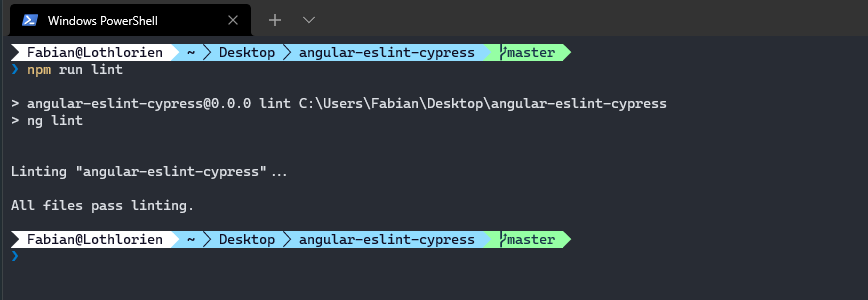 Windows PowerShell
Fabian@Lothlorien ~ Desktop angular-eslint-cypress master
❯ npm run lint
> angular-eslint-cypress@0.0.0 lint C:\Users\Fabian\Desktop\angular-eslint-cypress
> ng lint
Linting "angular-eslint-cypress"...
All files pass linting.
Fabian@Lothlorien ~ Desktop angular-eslint-cypress master
❯